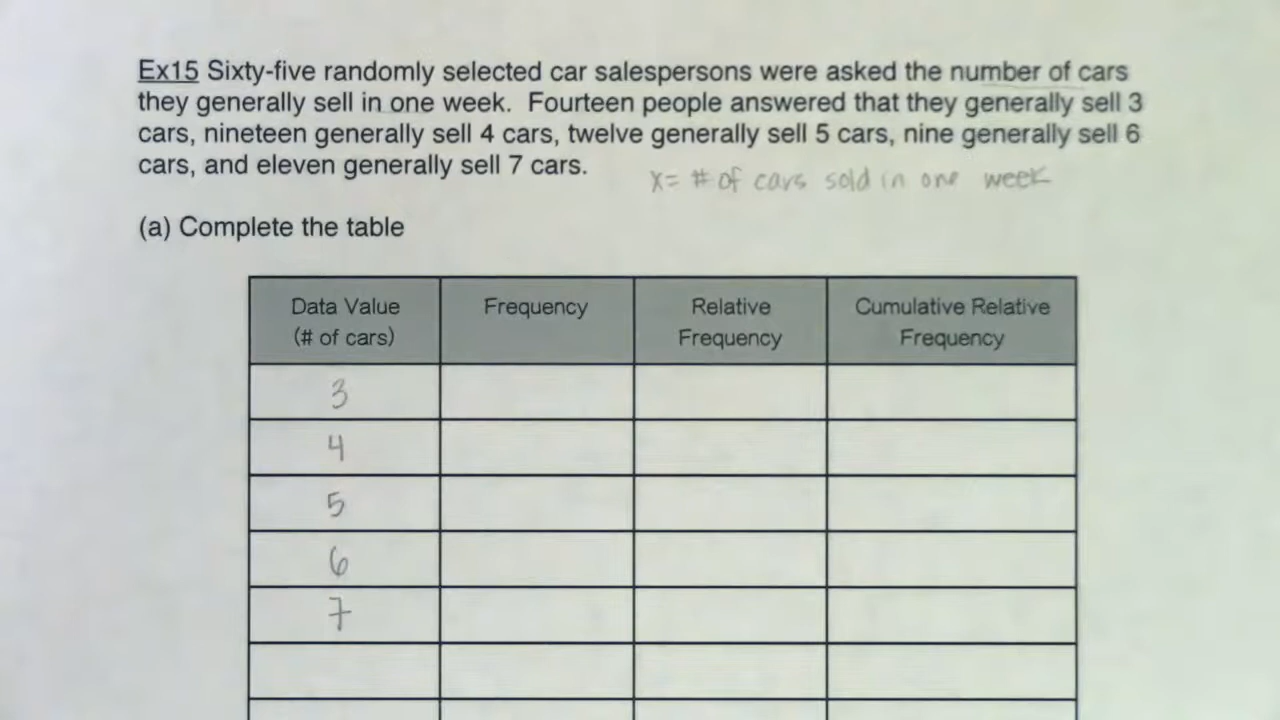 Ex15 Sixty-five randomly selected car salespersons were asked the number of cars
they generally sell in one week. Fourteen people answered that they generally sell 3
cars, nineteen generally sell 4 cars, twelve generally sell 5 cars, nine generally sell 6
cars, and eleven generally sell 7 cars.
x= # of cars sold in one week
(a) Complete the table
Data Value Frequency Relative Cumulative Relative
(# of cars) Frequency Frequency
3
4
5
6
7